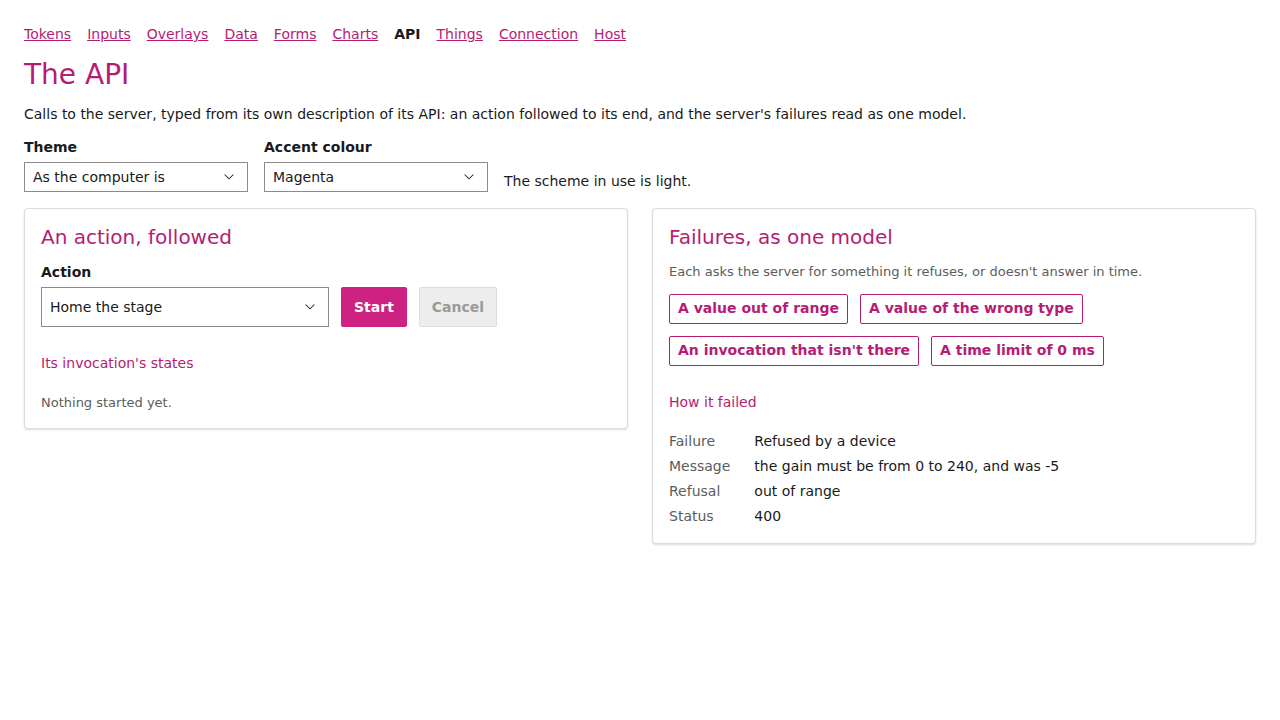 Tokens Inputs Overlays Data Forms Charts API Things Connection Host
The API
Calls to the server, typed from its own description of its API: an action followed to its end, and the server's failures read as one model.
Theme
As the computer is
Accent colour
Magenta
The scheme in use is light.
An action, followed
Action
Home the stage
Start
Cancel
Its invocation's states
Nothing started yet.
Failures, as one model
Each asks the server for something it refuses, or doesn't answer in time.
A value out of range
A value of the wrong type
An invocation that isn't there
A time limit of 0 ms
How it failed
Failure Refused by a device
Message the gain must be from 0 to 240, and was -5
Refusal out of range
Status 400